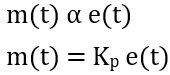 m(t) α e(t)
m(t) = Kₚ e(t)